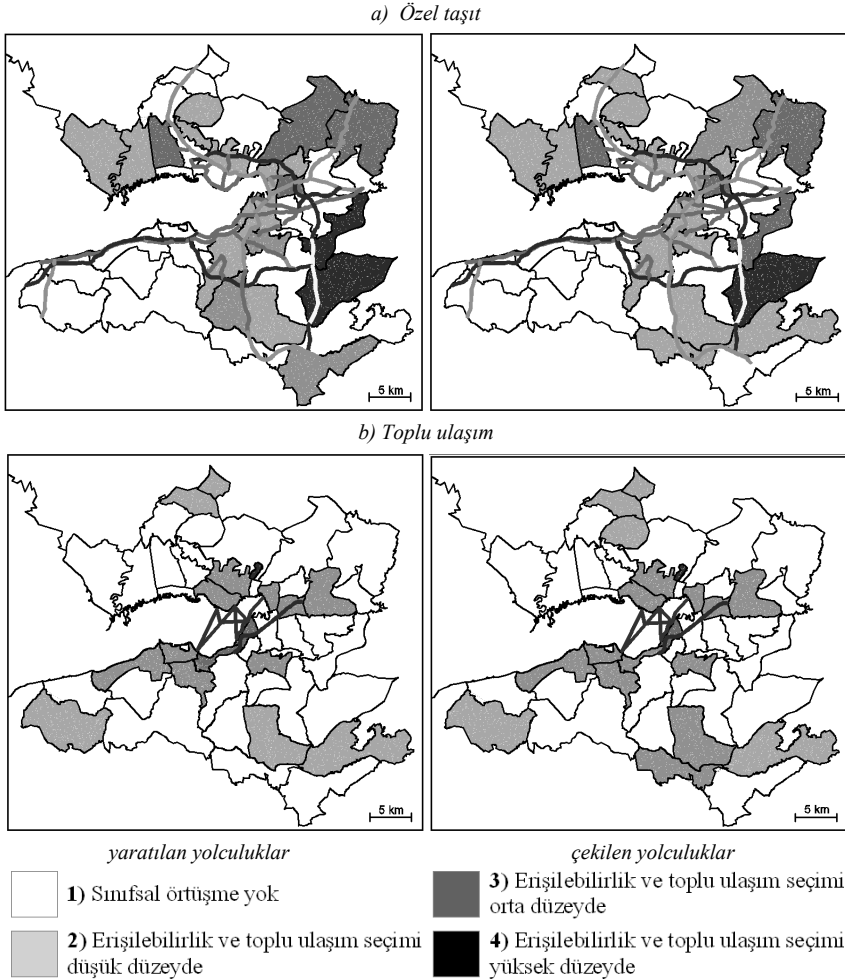 a) Özel taşıt
5 km
5 km
b) Toplu ulaşım
5 km
5 km
yaratılan yolculuklar
çekilen yolculuklar
1) Sınıfsal örtüşme yok
2) Erişilebilirlik ve toplu ulaşım seçimi
düşük düzeyde
3) Erişilebilirlik ve toplu ulaşım seçimi
orta düzeyde
4) Erişilebilirlik ve toplu ulaşım seçimi
yüksek düzeyde